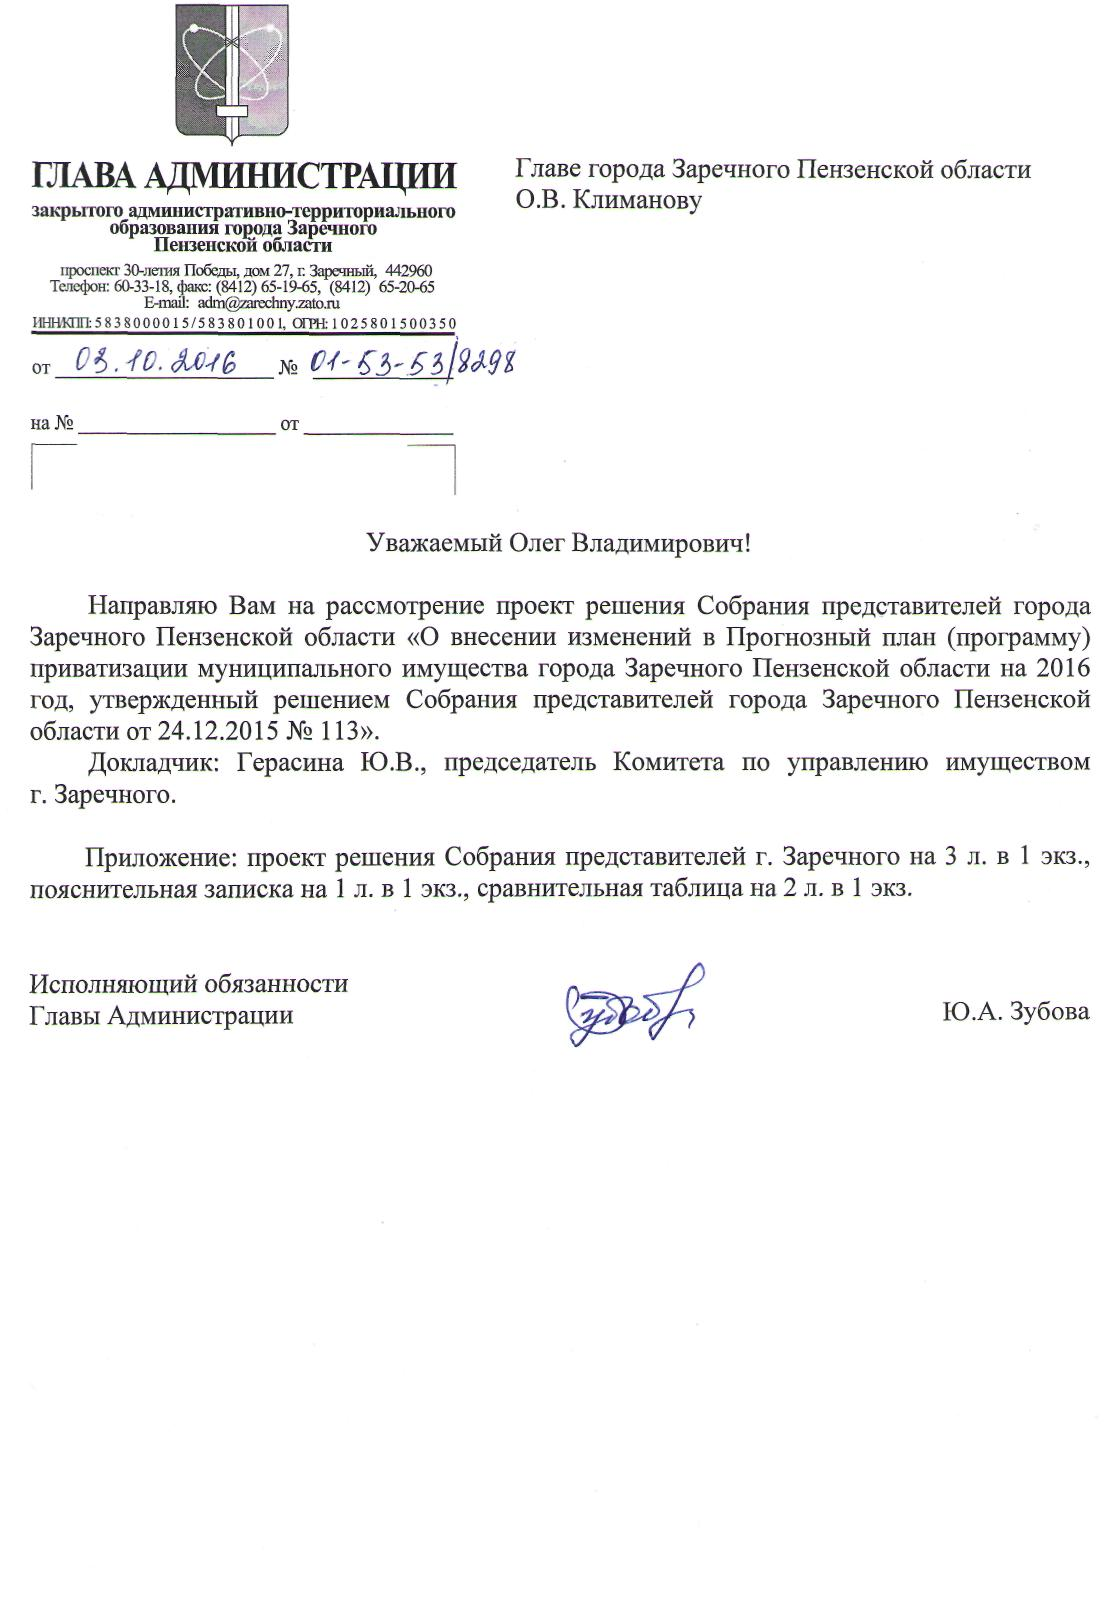 ГЛАВА АДМИНИСТРАЦИИ
закрытого административно-территориального
образования города Заречного
Пензенской области
проспект 30-летия Победы, дом 27, г. Заречный, 442960
Телефон: 60-33-18, факс: (8412) 65-19-65, (8412) 65-20-65
E-mail: adm@zarechny.zato.ru
ИНН/КПП: 5838000015/583801001, ОГРН: 1025801500350
от 03.10.2016 № 01-53-53/8298
на № ____ от ____
Главе города Заречного Пензенской области
О.В. Климанову
Уважаемый Олег Владимирович!
Направляю Вам на рассмотрение проект решения Собрания представителей города
Заречного Пензенской области «О внесении изменений в Прогнозный план (программу)
приватизации муниципального имущества города Заречного Пензенской области на 2016
год, утвержденный решением Собрания представителей города Заречного Пензенской
области от 24.12.2015 № 113».
Докладчик: Герасина Ю.В., председатель Комитета по управлению имуществом
г. Заречного.
Приложение: проект решения Собрания представителей г. Заречного на 3 л. в 1 экз.,
пояснительная записка на 1 л. в 1 экз., сравнительная таблица на 2 л. в 1 экз.
Исполняющий обязанности
Главы Администрации
Ю.А. Зубова